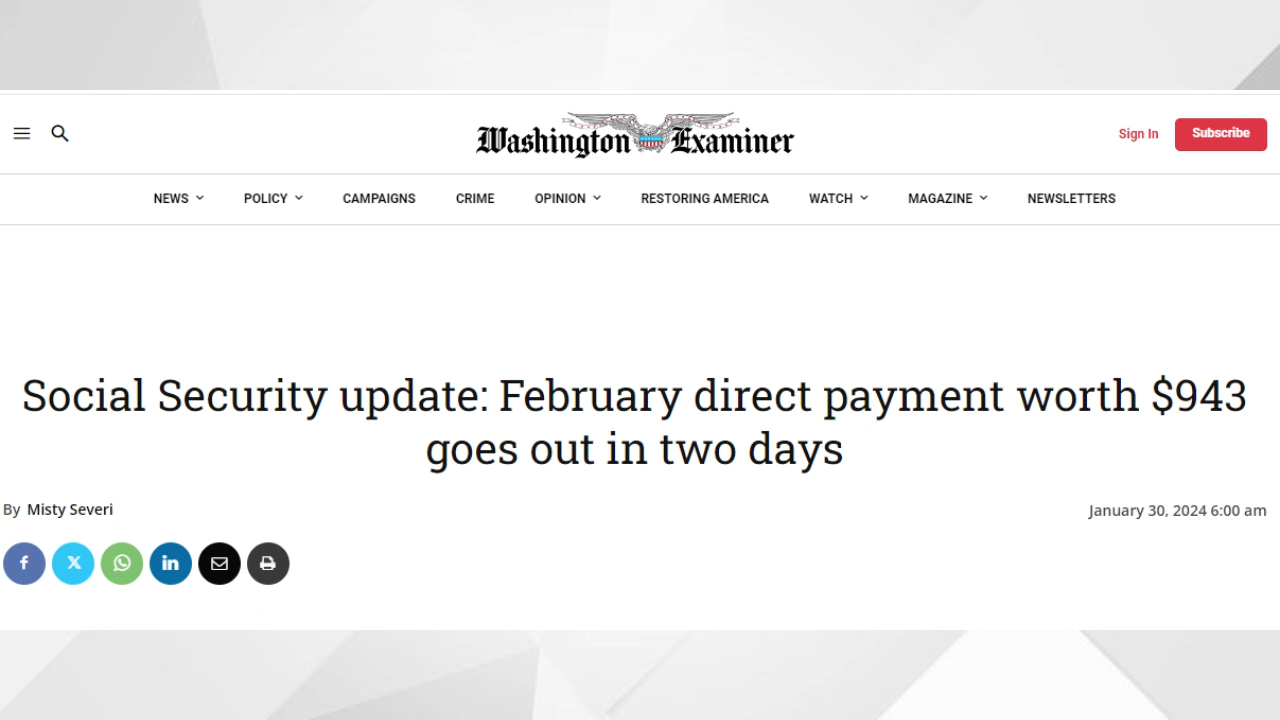 Washington Examiner
Sign In
Subscribe
NEWS
POLICY
CAMPAIGNS
CRIME
OPINION
RESTORING AMERICA
WATCH
MAGAZINE
NEWSLETTERS
Social Security update: February direct payment worth $943
goes out in two days
By Misty Severi
January 30, 2024 6:00 am